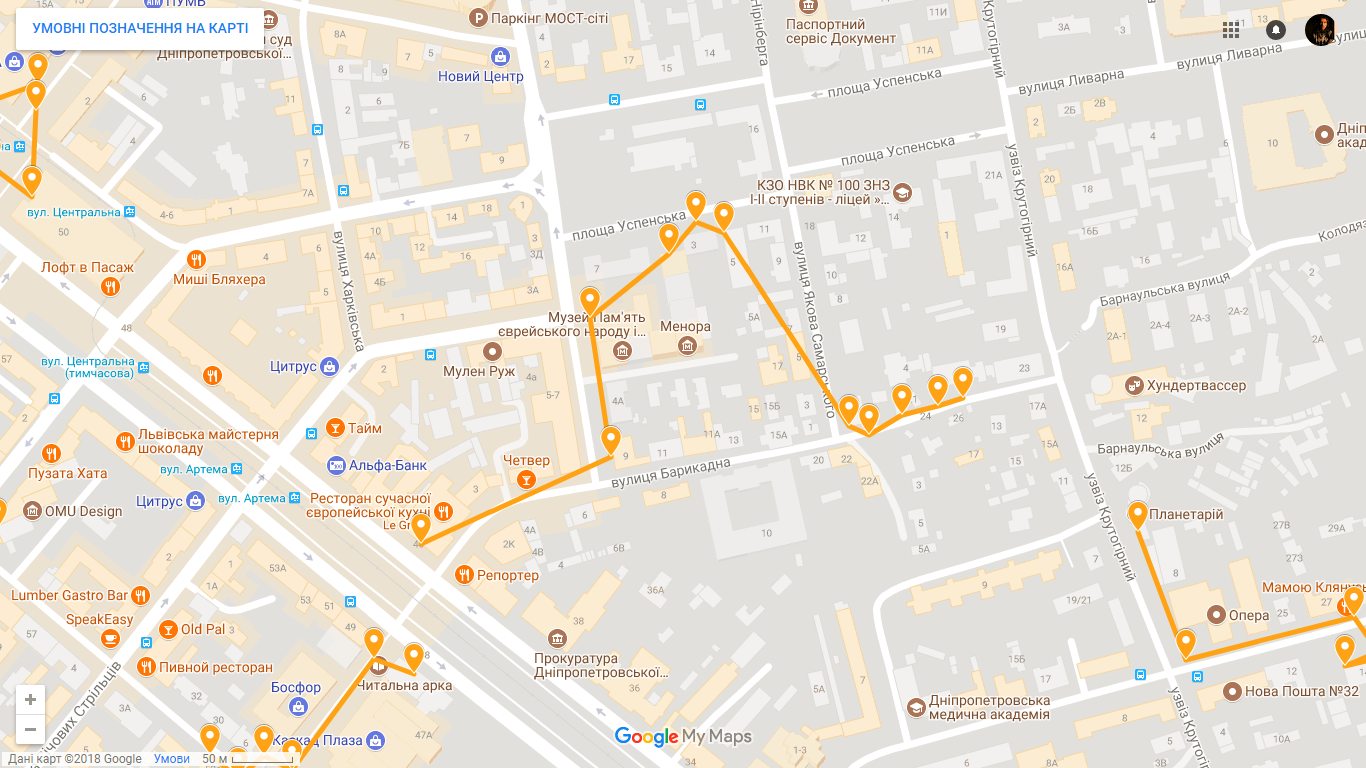 УМОВНІ ПОЗНАЧЕННЯ НА КАРТІ
ПУМБ
суд
Дніпропетровської...
Паркінг МОСТ-сіті
Новий Центр
Паспортний
сервіс Документ
площа Успенська
вулиця Ливарна
вулиця Ливарна
узвіз Крутогірний
площа Успенська
КЗО НВК № 100 ЗНЗ
І-ІІ ступенів - ліцей »...
вул. Центральна
площа Успенська
Лофт в Пасаж
Миші Бляхера
вулиця Харківська
вулиця Якова Самарського
Барнаульська вулиця
Музей Пам'ять
єврейського народу і...
Менора
вул. Центральна
(тимчасова)
Цитрус
Мулен Руж
Хундертвассер
Тайм
Львівська майстерня
шоколаду
Пузата Хата
вул. Артема
Альфа-Банк
Четвер
вулиця Барикадна
Барнаульська вулиця
Цитрус
вул. Артема
Ресторан сучасної
європейської кухні
OMU Design
Планетарій
узвіз Крутогірний
Репортер
Lumber Gastro Bar
SpeakEasy
Old Pal
Опера
Пивной ресторан
Прокуратура
Дніпропетровської...
Читальна арка
Босфор
Нова Пошта №32
Дніпропетровська
медична академія
Каскад Плаза
Google My Maps
Дані карт ©2018 Google
Умови
50 м